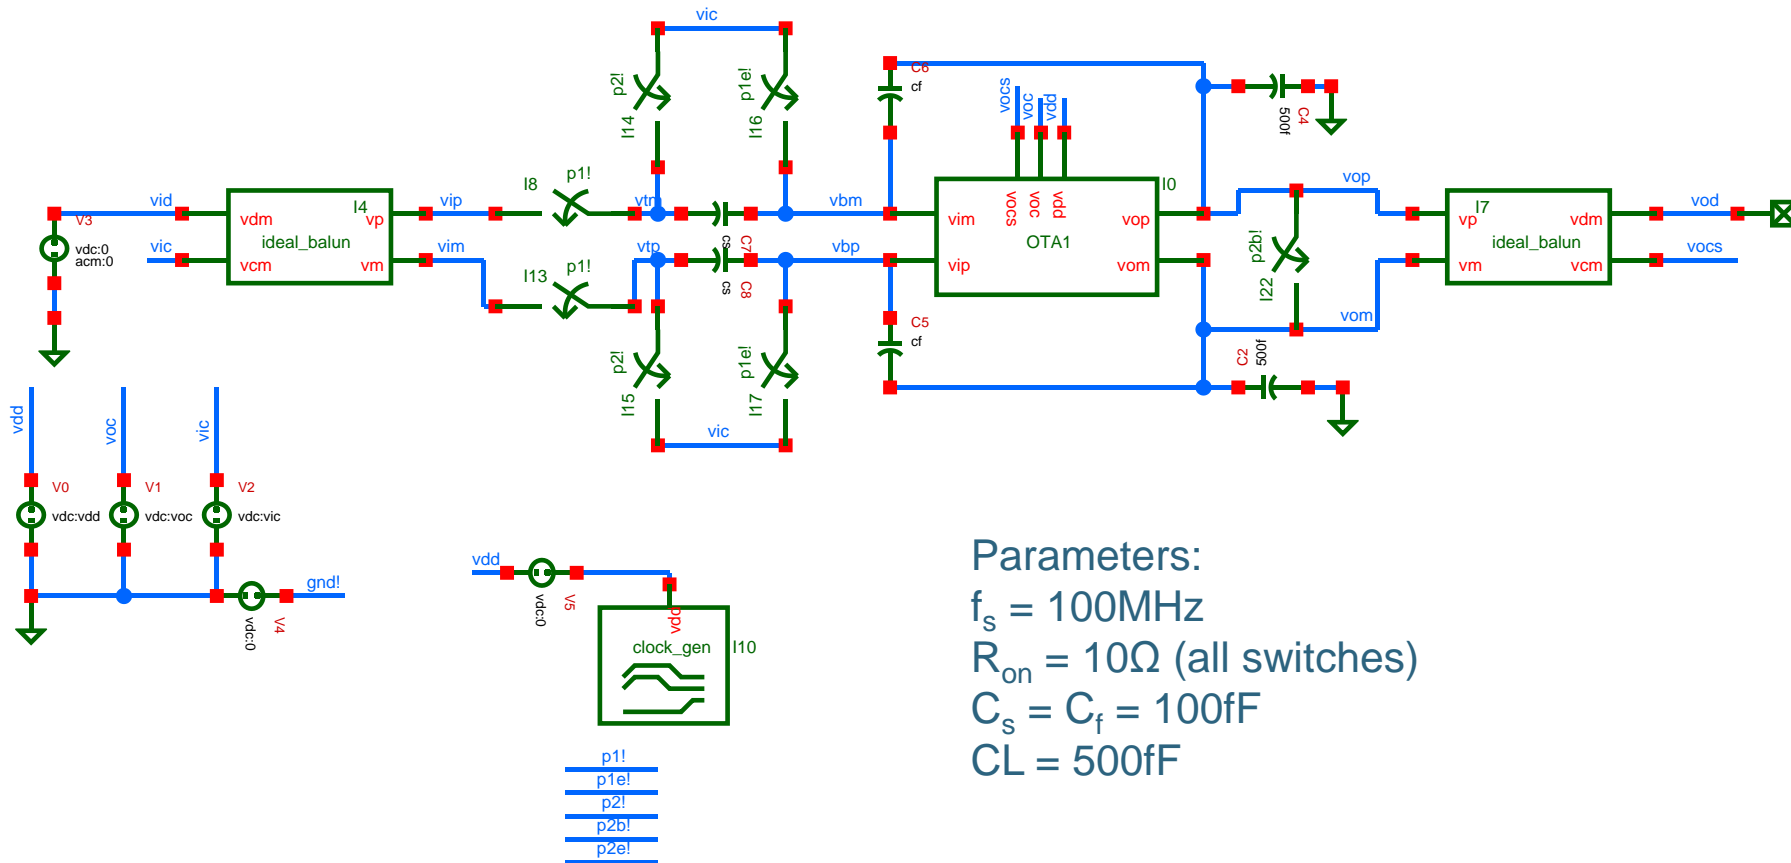 vic
p2!
I14
p1e!
I16
C6
cf
vocs
voc
vdd
500f
C4
I8
p1!
vid
V3
vdc:0
acm:0
vic
vdm
vcm
I4
ideal_balun
vp
vm
vip
vim
vtm
cs
C7
vbm
vim
vip
vocs
voc
vdd
OTA1
I0
vop
vom
vop
p2b!
I22
vom
vp
vm
I7
ideal_balun
vdm
vcm
vod
vocs
p1!
I13
vtp
cs
C8
vbp
C5
cf
C2
500f
p2!
I15
p1e!
I17
vic
vdd
voc
vic
V0
vdc:vdd
V1
vdc:voc
V2
vdc:vic
gnd!
vdc:0
V4
vdd
vdc:0
V5
vdd
clock_gen
I10
p1!
p1e!
p2!
p2b!
p2e!
Parameters:
fs = 100MHz
Ron = 10Ω (all switches)
Cs = Cf = 100fF
CL = 500fF